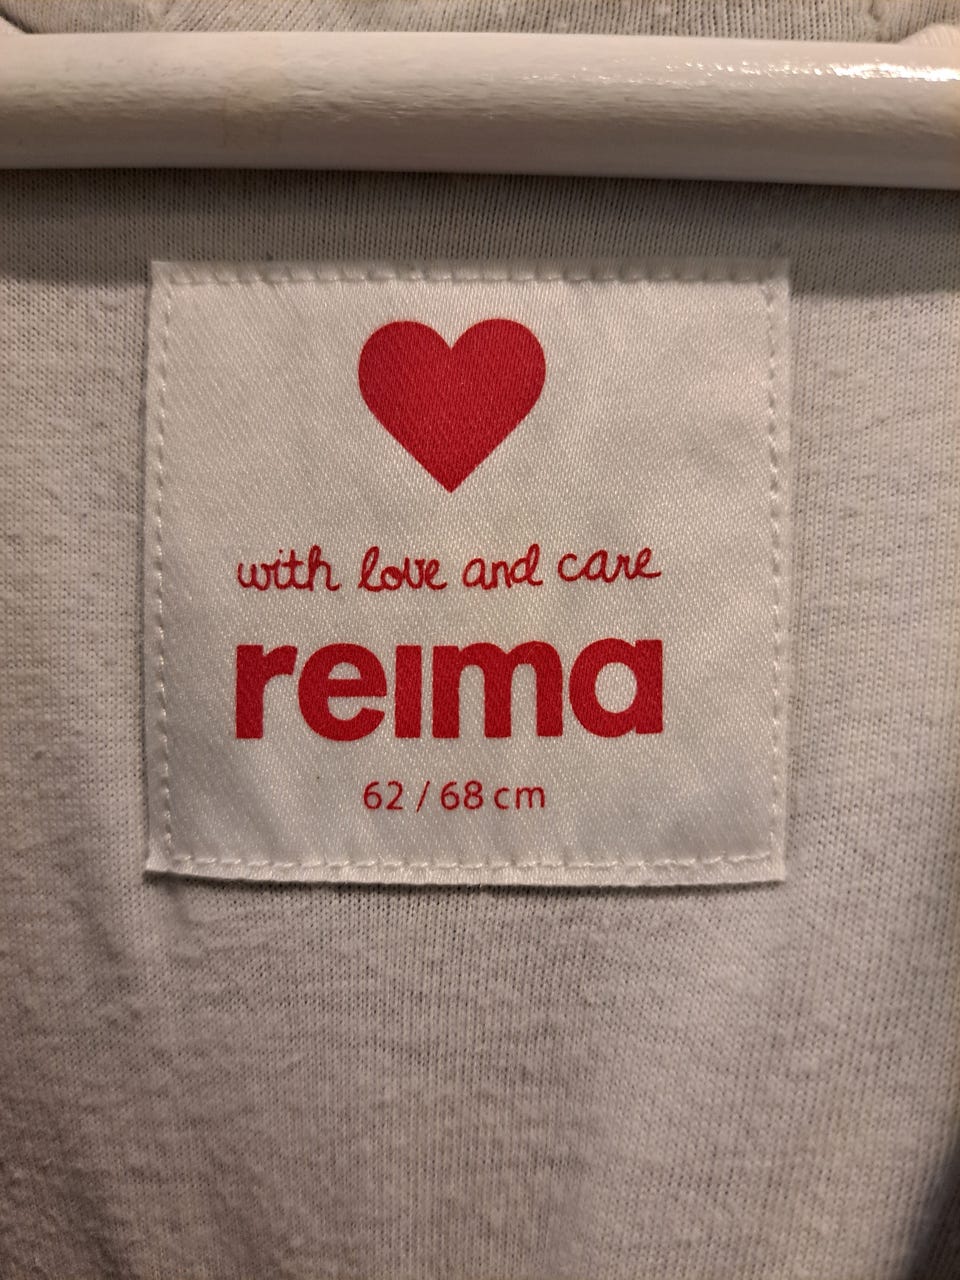 with love and care
reima
62 / 68 cm